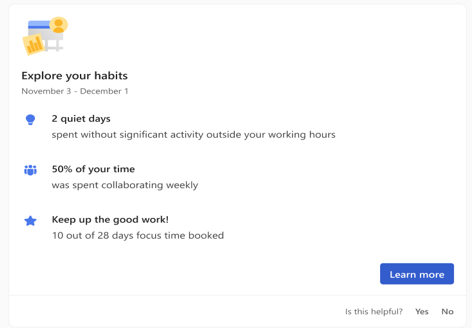 Explore your habits
November 3 - December 1
2 quiet days
spent without significant activity outside your working hours
50% of your time
was spent collaborating weekly
Keep up the good work!
10 out of 28 days focus time booked
Learn more
Is this helpful? Yes No